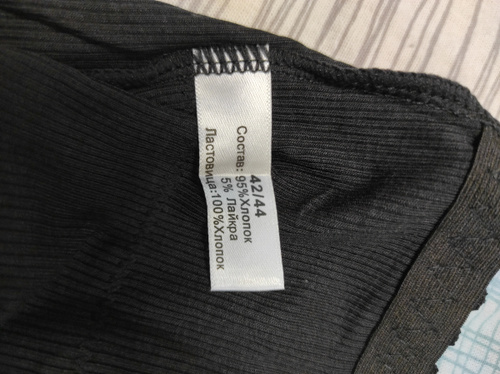 42/44
Состав: 95%Хлопок
5% Лайкра
Ластовица:100%Хлопок